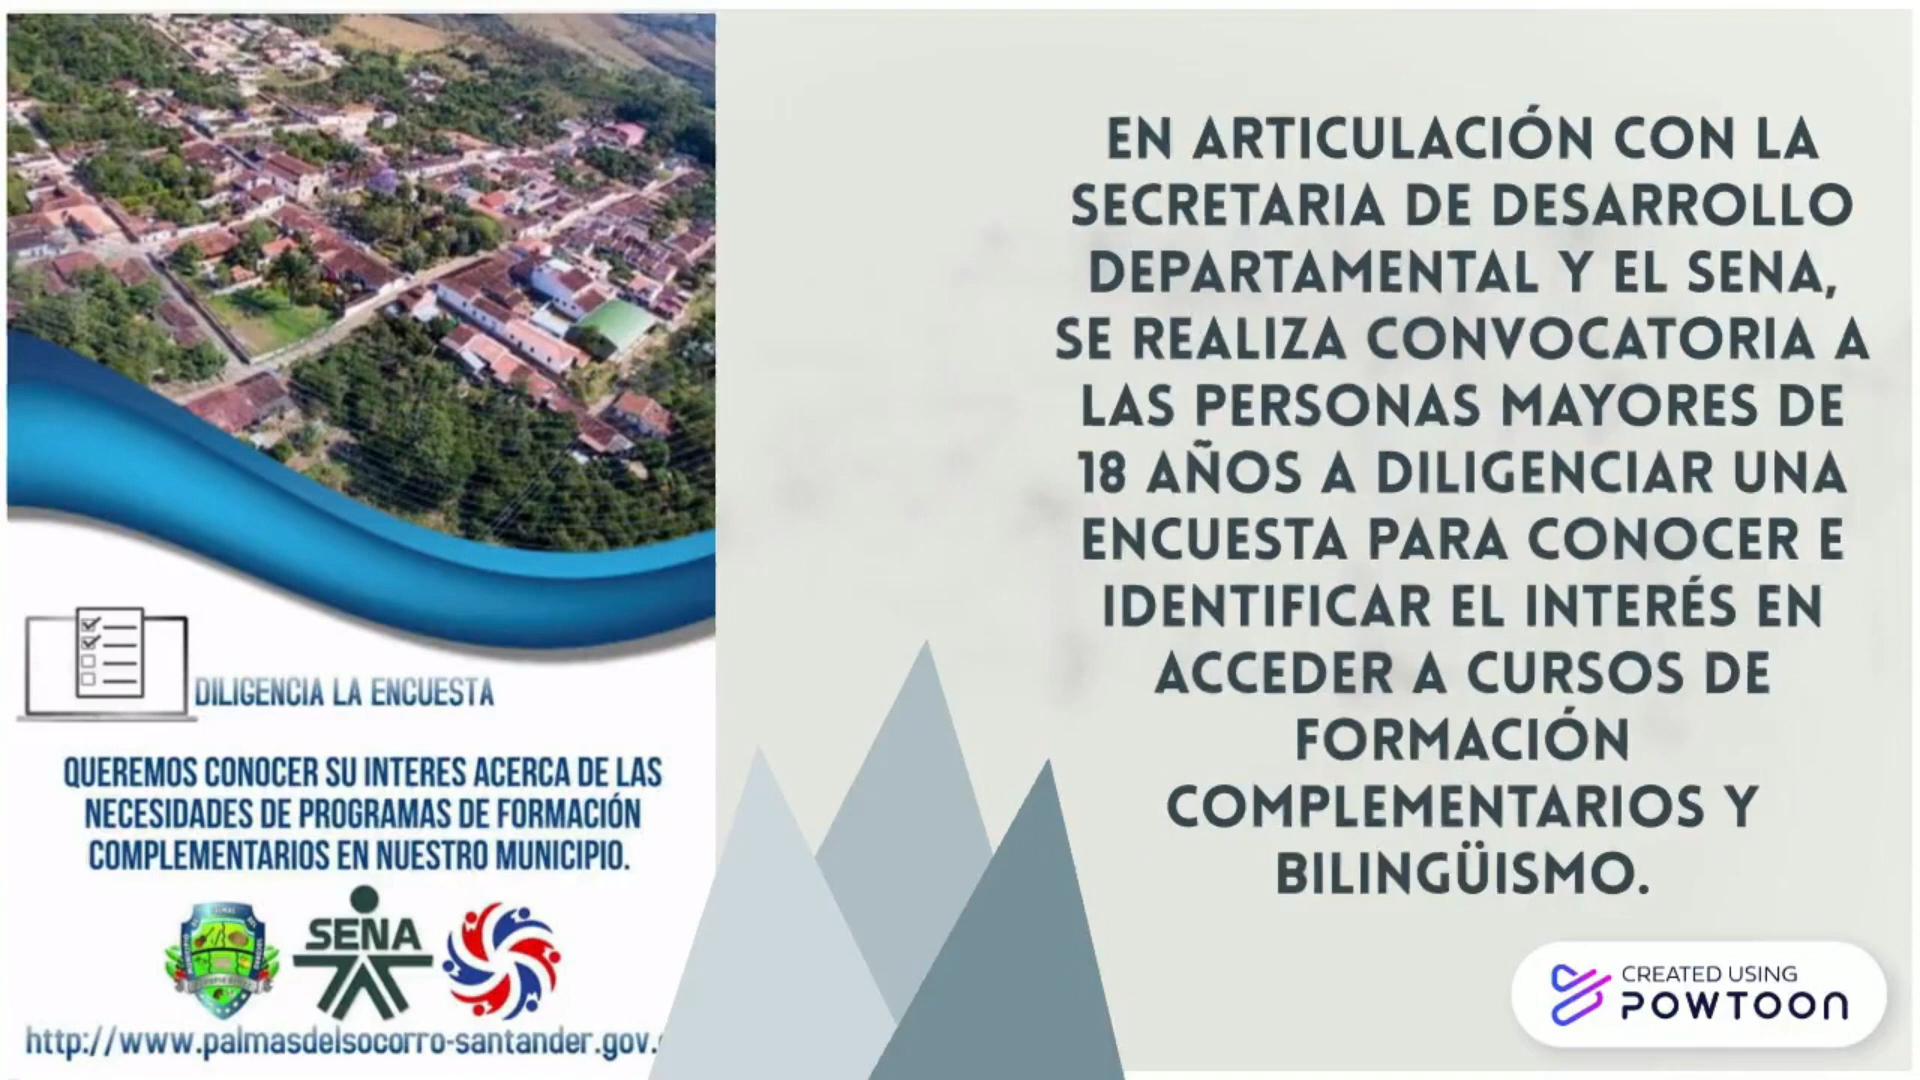 EN ARTICULACIÓN CON LA
SECRETARIA DE DESARROLLO
DEPARTAMENTAL Y EL SENA,
SE REALIZA CONVOCATORIA A
LAS PERSONAS MAYORES DE
18 AÑOS A DILIGENCIAR UNA
ENCUESTA PARA CONOCER E
IDENTIFICAR EL INTERÉS EN
ACCEDER A CURSOS DE
FORMACIÓN
COMPLEMENTARIOS Y
BILINGÜISMO.
DILIGENCIA LA ENCUESTA
QUEREMOS CONOCER SU INTERES ACERCA DE LAS
NECESIDADES DE PROGRAMAS DE FORMACIÓN
COMPLEMENTARIOS EN NUESTRO MUNICIPIO.
SENA
http://www.palmasdelsocorro-santander.gov.
CREATED USING
POWTOON